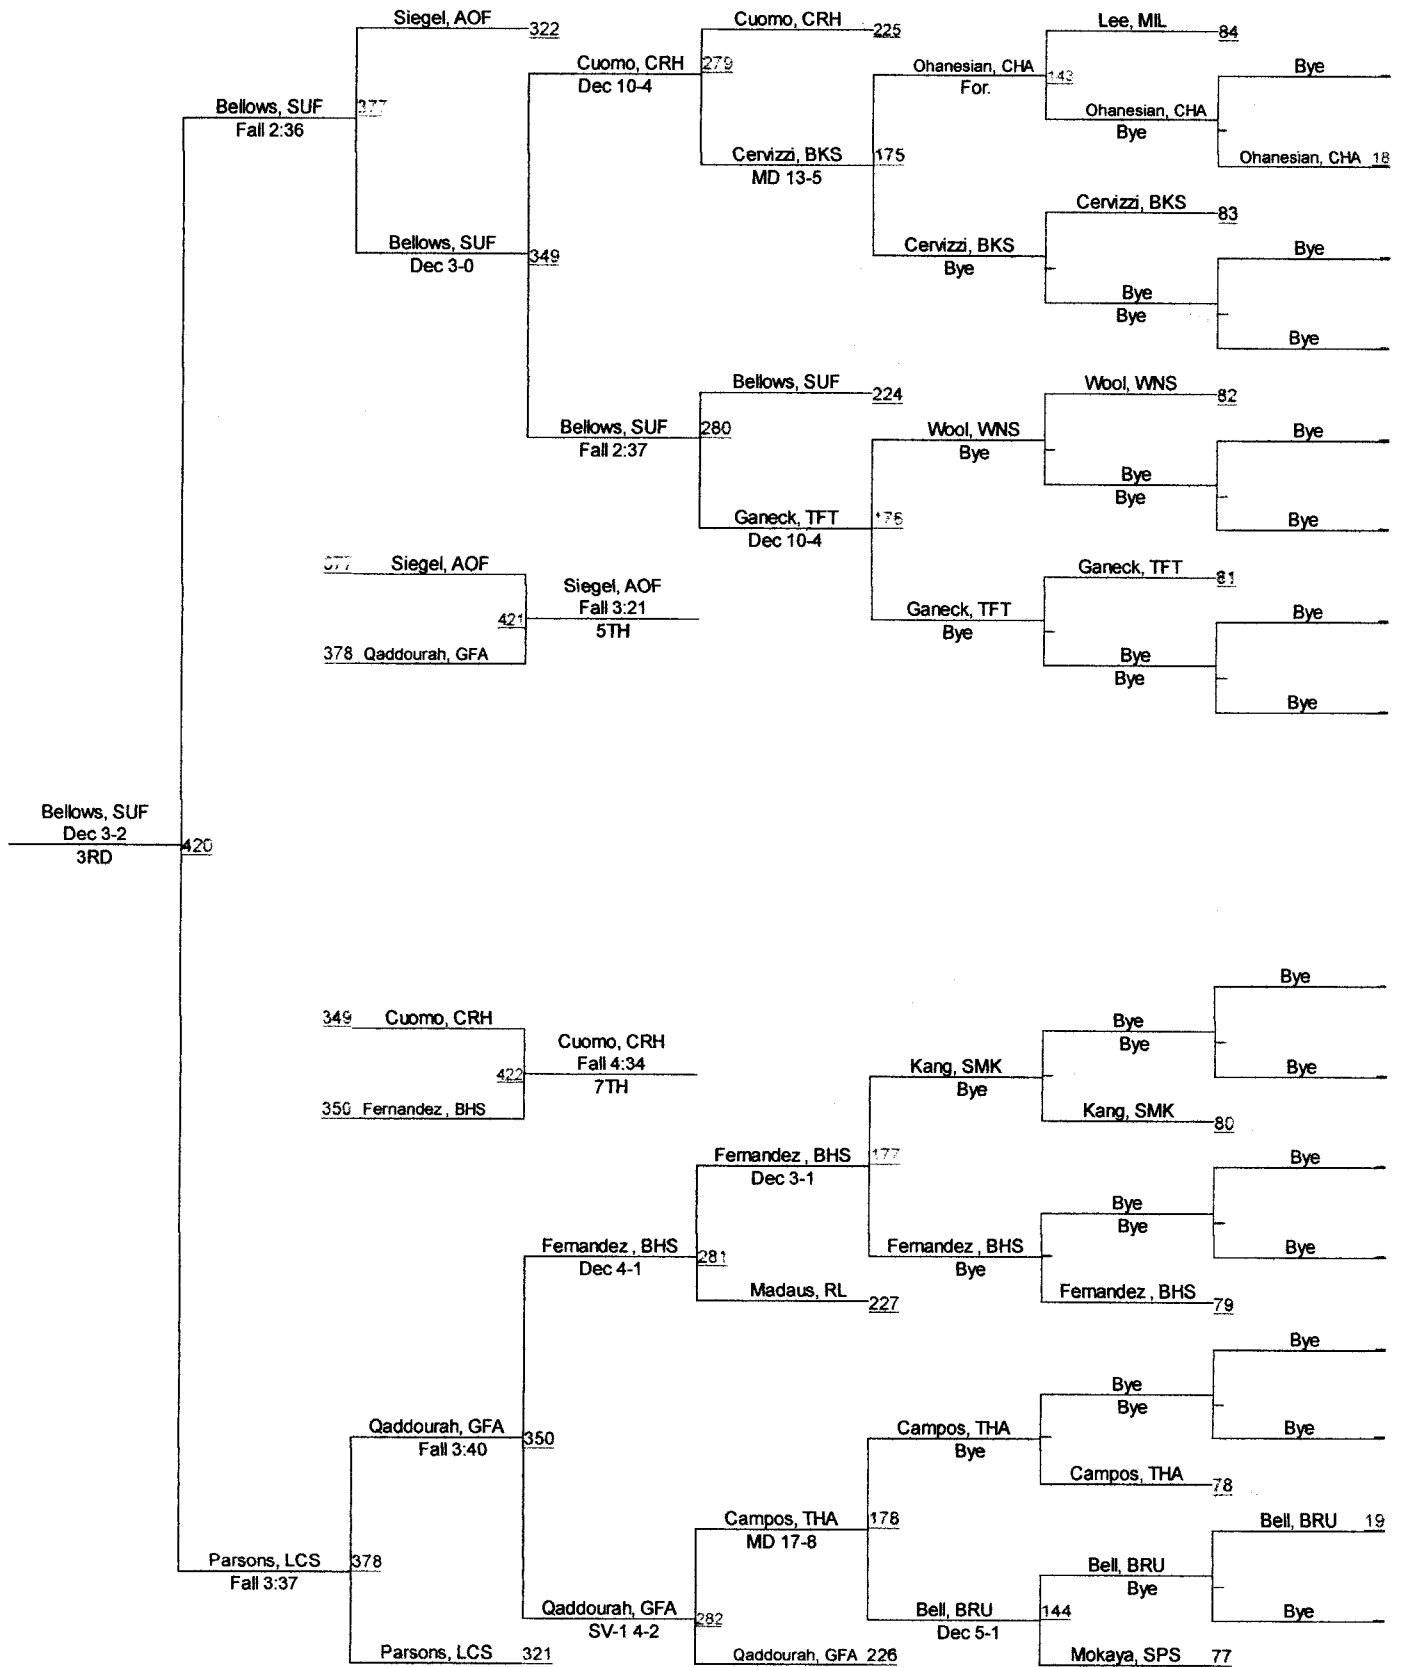 Siegel, AOF 322
Cuomo, CRH 225
Lee, MIL 84
Cuomo, CRH 279
Dec 10-4
Ohanesian, CHA 143
For.
Bye
Bellows, SUF 377
Fall 2:36
Ohanesian, CHA
Bye
Cervizzi, BKS 175
MD 13-5
Ohanesian, CHA 18
Cervizzi, BKS 83
Bellows, SUF 349
Dec 3-0
Cervizzi, BKS
Bye
Bye
Bye
Bye
Bye
Bellows, SUF 224
Wool, WNS 82
Bellows, SUF 280
Fall 2:37
Wool, WNS
Bye
Bye
Bye
Bye
Ganeck, TFT 176
Dec 10-4
Bye
377 Siegel, AOF
Siegel, AOF
Fall 3:21
421
5TH
378 Qaddourah, GFA
Ganeck, TFT 81
Ganeck, TFT
Bye
Bye
Bye
Bye
Bye
Bellows, SUF
Dec 3-2
420
3RD
Bye
349 Cuomo, CRH
Cuomo, CRH
Fall 4:34
422
7TH
350 Fernandez , BHS
Bye
Bye
Kang, SMK
Bye
Bye
Kang, SMK 80
Fernandez , BHS 177
Dec 3-1
Bye
Bye
Bye
Fernandez , BHS 281
Dec 4-1
Fernandez , BHS
Bye
Bye
Madaus, RL 227
Fernandez , BHS 79
Bye
Bye
Bye
Qaddourah, GFA 350
Fall 3:40
Campos, THA
Bye
Bye
Campos, THA 78
Campos, THA 178
MD 17-8
Bell, BRU 19
Parsons, LCS 378
Fall 3:37
Bell, BRU
Bye
Qaddourah, GFA 282
SV-1 4-2
Bell, BRU 144
Dec 5-1
Bye
Parsons, LCS 321
Qaddourah, GFA 226
Mokaya, SPS 77